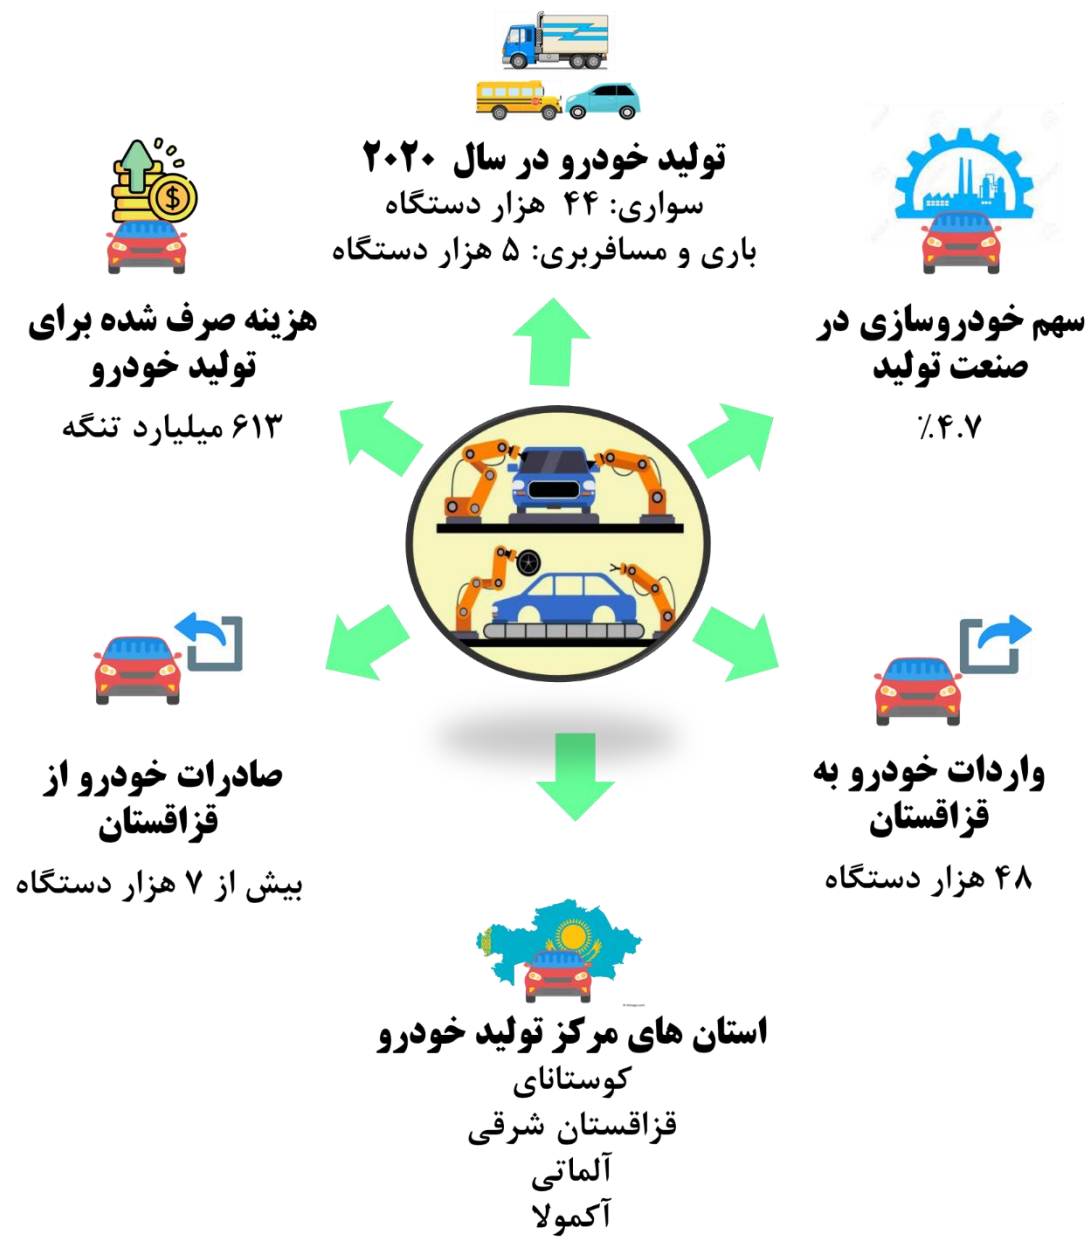 تولید خودرو در سال ۲۰۲۰
سواری: ۴۴ هزار دستگاه
باری و مسافربری: ۵ هزار دستگاه
سهم خودروسازی در
صنعت تولید
٪۴.۷
هزینه صرف شده برای
تولید خودرو
۶۱۳ میلیارد تنگه
واردات خودرو به
قزاقستان
۴۸ هزار دستگاه
صادرات خودرو از
قزاقستان
بیش از ۷ هزار دستگاه
استان های مرکز تولید خودرو
کوستانای
قزاقستان شرقی
آلماتی
آکمولا